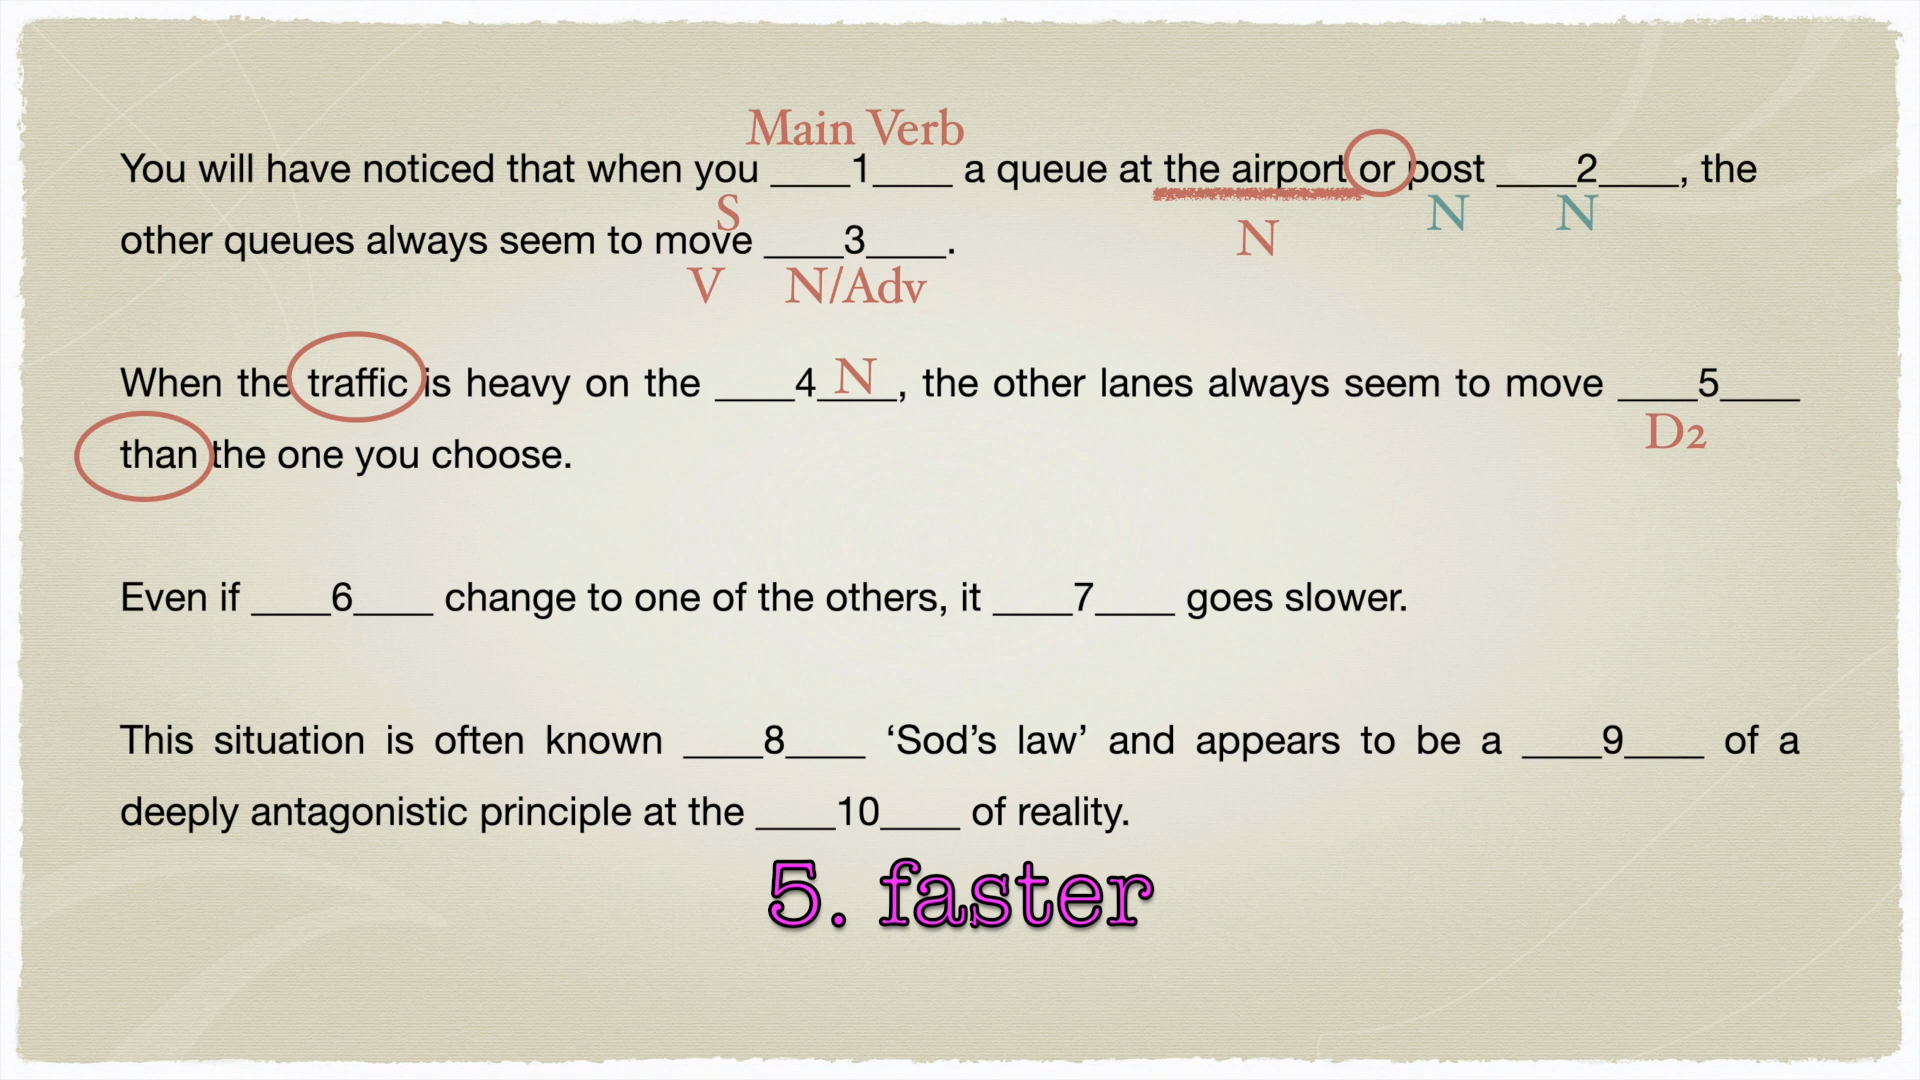 Main Verb
You will have noticed that when you ____1____ a queue at the airport or post ____2____, the
S N N N
other queues always seem to move ____3____.
V N/Adv
When the traffic is heavy on the ____4____, the other lanes always seem to move ____5____
N
D2
than the one you choose.
Even if ____6____ change to one of the others, it ____7____ goes slower.
This situation is often known ____8____ ‘Sod’s law’ and appears to be a ____9____ of a
deeply antagonistic principle at the ____10____ of reality.
5. faster